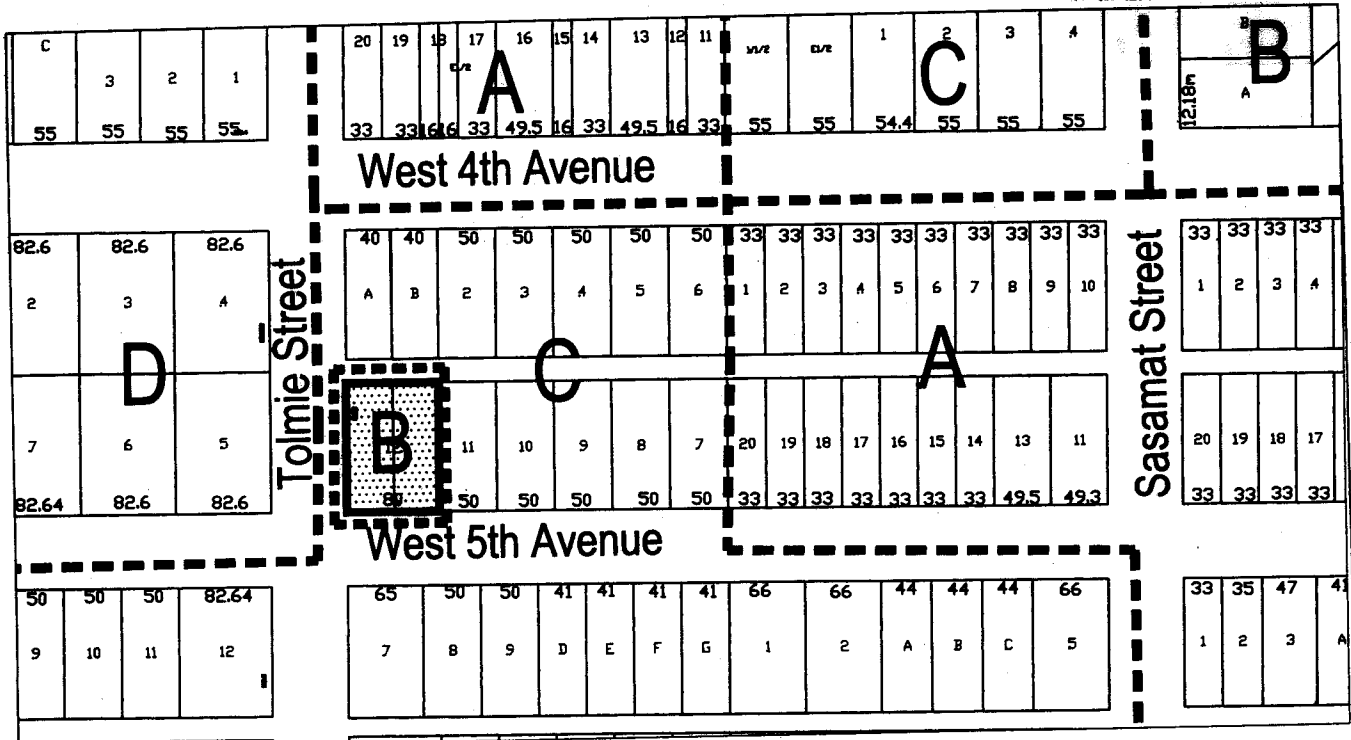 C 3 2 1
55 55 55 55
20 19 18 17 16 15 14 13 12 11
E1/2
A
33 33 16 16 33 49.5 16 33 49.5 16 33
W1/2 E1/2 1 2 3 4
C
55 55 54.4 55 55 55
B
B
A
12.18m
West 4th Avenue
82.6 82.6 82.6
2 3 4
D
7 6 5
82.64 82.6 82.6
Tolmie Street
40 40 50 50 50 50 50
A B 2 3 4 5 6
C
33 33 33 33 33 33 33 33 33 33
1 2 3 4 5 6 7 8 9 10
A
Sasamat Street
33 33 33 33
1 2 3 4
B
11 10 9 8 7
80 50 50 50 50 50
20 19 18 17 16 15 14 13 11
33 33 33 33 33 33 33 49.5 49.3
20 19 18 17
33 33 33 33
West 5th Avenue
50 50 50 82.64
9 10 11 12
65 50 50 41 41 41 41 66 66 44 44 44 66
7 8 9 D E F G 1 2 A B C 5
33 35 47 41
1 2 3 A